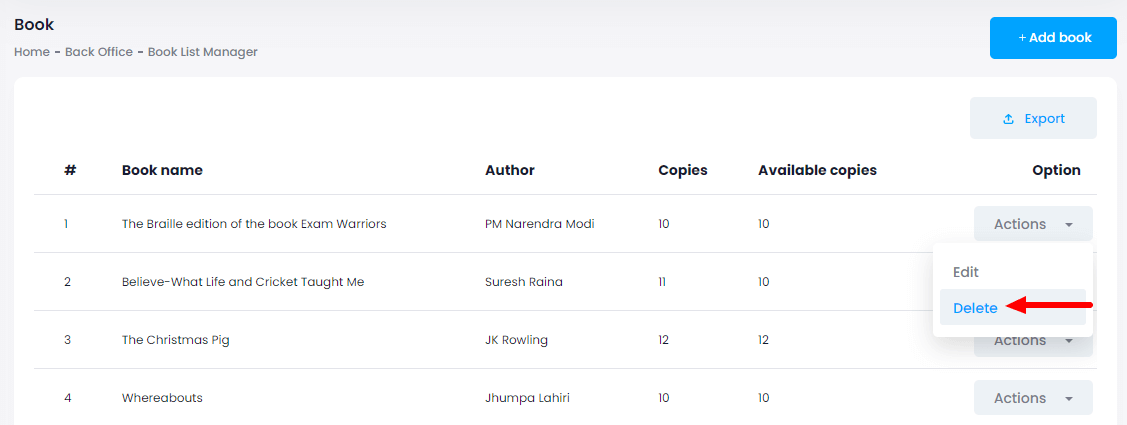 Book
Home - Back Office - Book List Manager
+ Add book
Export
# Book name Author Copies Available copies Option
1 The Braille edition of the book Exam Warriors PM Narendra Modi 10 10 Actions
Edit
2 Believe-What Life and Cricket Taught Me Suresh Raina 11 10
Delete
3 The Christmas Pig JK Rowling 12 12 Actions
4 Whereabouts Jhumpa Lahiri 10 10 Actions